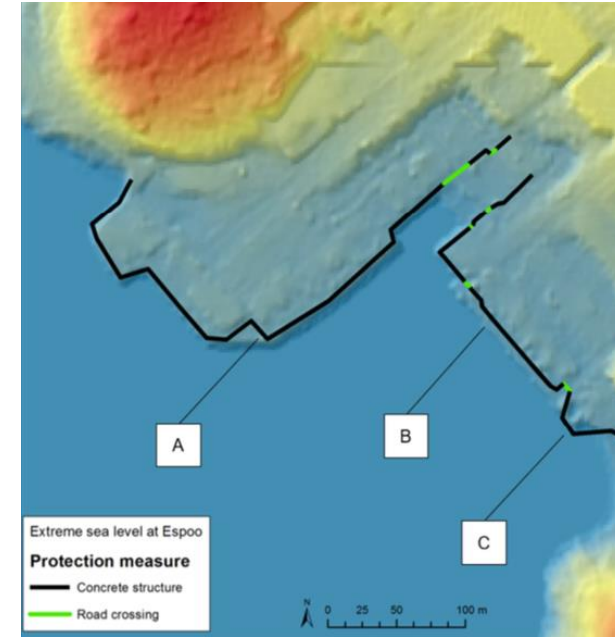 A
B
C
Extreme sea level at Espoo
Protection measure
Concrete structure
Road crossing
N
0 25 50 100 m